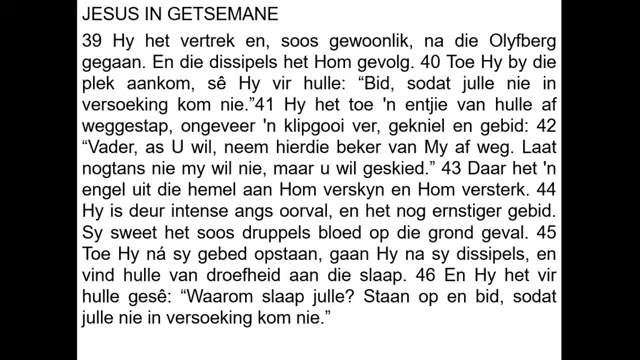 JESUS IN GETSEMANE
39 Hy het vertrek en, soos gewoonlik, na die Olyfberg
gegaan. En die dissipels het Hom gevolg. 40 Toe Hy by die
plek aankom, sê Hy vir hulle: “Bid, sodat julle nie in
versoeking kom nie.”41 Hy het toe 'n entjie van hulle af
weggestap, ongeveer 'n klipgooi ver, gekniel en gebid: 42
“Vader, as U wil, neem hierdie beker van My af weg. Laat
nogtans nie my wil nie, maar u wil geskied.” 43 Daar het 'n
engel uit die hemel aan Hom verskyn en Hom versterk. 44
Hy is deur intense angs oorval, en het nog ernstiger gebid.
Sy sweet het soos druppels bloed op die grond geval. 45
Toe Hy ná sy gebed opstaan, gaan Hy na sy dissipels, en
vind hulle van droefheid aan die slaap. 46 En Hy het vir
hulle gesê: “Waarom slaap julle? Staan op en bid, sodat
julle nie in versoeking kom nie.”